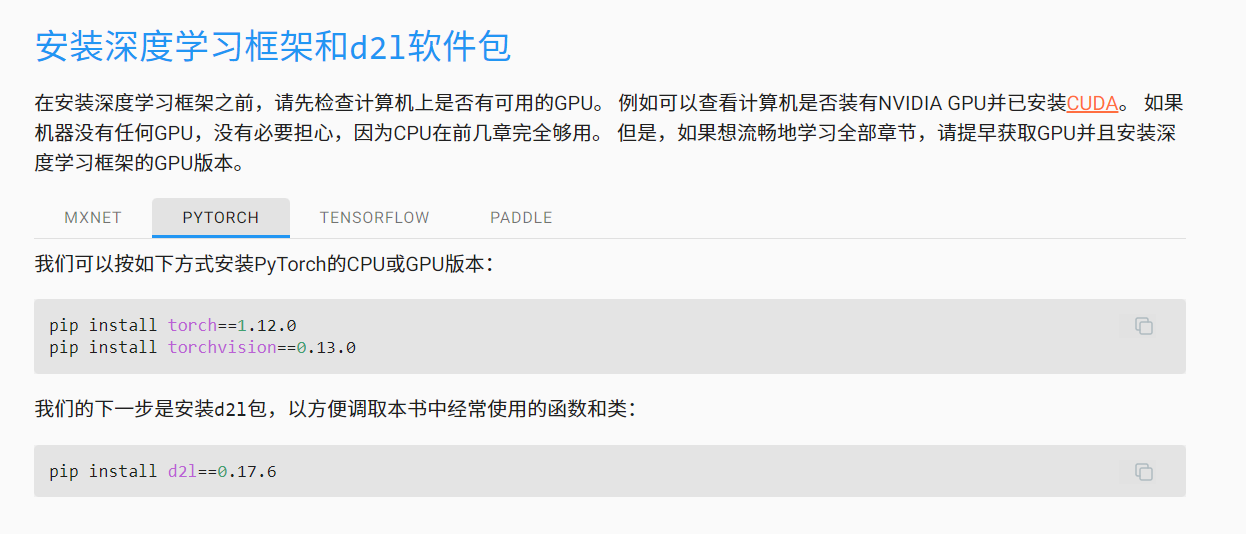 安装深度学习框架和d2l软件包
在安装深度学习框架之前，请先检查计算机上是否有可用的GPU。 例如可以查看计算机是否装有NVIDIA GPU并已安装CUDA。 如果
机器没有任何GPU，没有必要担心，因为CPU在前几章完全够用。 但是，如果想流畅地学习全部章节，请提早获取GPU并且安装深
度学习框架的GPU版本。
MXNET PYTORCH TENSORFLOW PADDLE
我们可以按如下方式安装PyTorch的CPU或GPU版本：
pip install torch==1.12.0
pip install torchvision==0.13.0
我们的下一步是安装d2l包，以方便调取本书中经常使用的函数和类：
pip install d2l==0.17.6